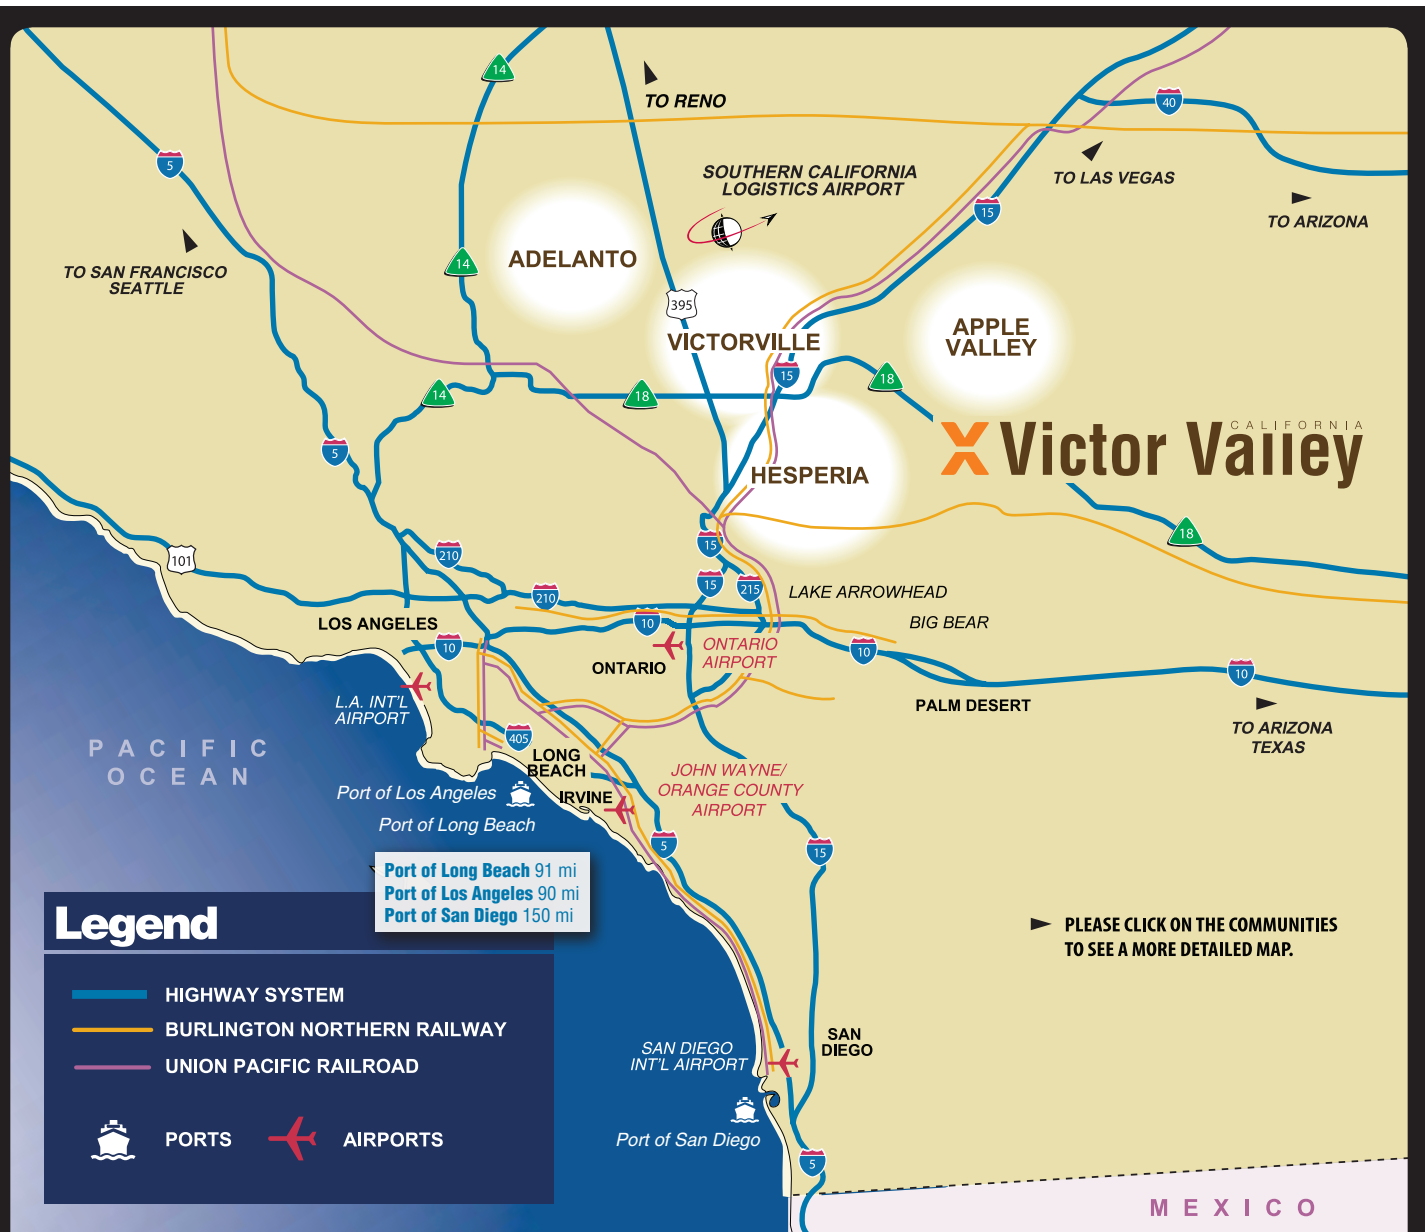 14
TO RENO
40
5
SOUTHERN CALIFORNIA
LOGISTICS AIRPORT
TO LAS VEGAS
15
TO ARIZONA
TO SAN FRANCISCO
SEATTLE
14
ADELANTO
395
VICTORVILLE
APPLE
VALLEY
15
18
14
18
CALIFORNIA
Victor Valley
5
HESPERIA
18
101
210
15
15
215
210
LAKE ARROWHEAD
BIG BEAR
LOS ANGELES
10
10
ONTARIO
ONTARIO
AIRPORT
10
10
L.A. INT'L
AIRPORT
PALM DESERT
TO ARIZONA
TEXAS
PACIFIC
OCEAN
405
LONG
BEACH
JOHN WAYNE/
ORANGE COUNTY
AIRPORT
Port of Los Angeles
IRVINE
Port of Long Beach
5
15
Port of Long Beach 91 mi
Port of Los Angeles 90 mi
Port of San Diego 150 mi
PLEASE CLICK ON THE COMMUNITIES
TO SEE A MORE DETAILED MAP.
Legend
HIGHWAY SYSTEM
BURLINGTON NORTHERN RAILWAY
UNION PACIFIC RAILROAD
PORTS
AIRPORTS
SAN DIEGO
INT'L AIRPORT
SAN
DIEGO
Port of San Diego
5
MEXICO